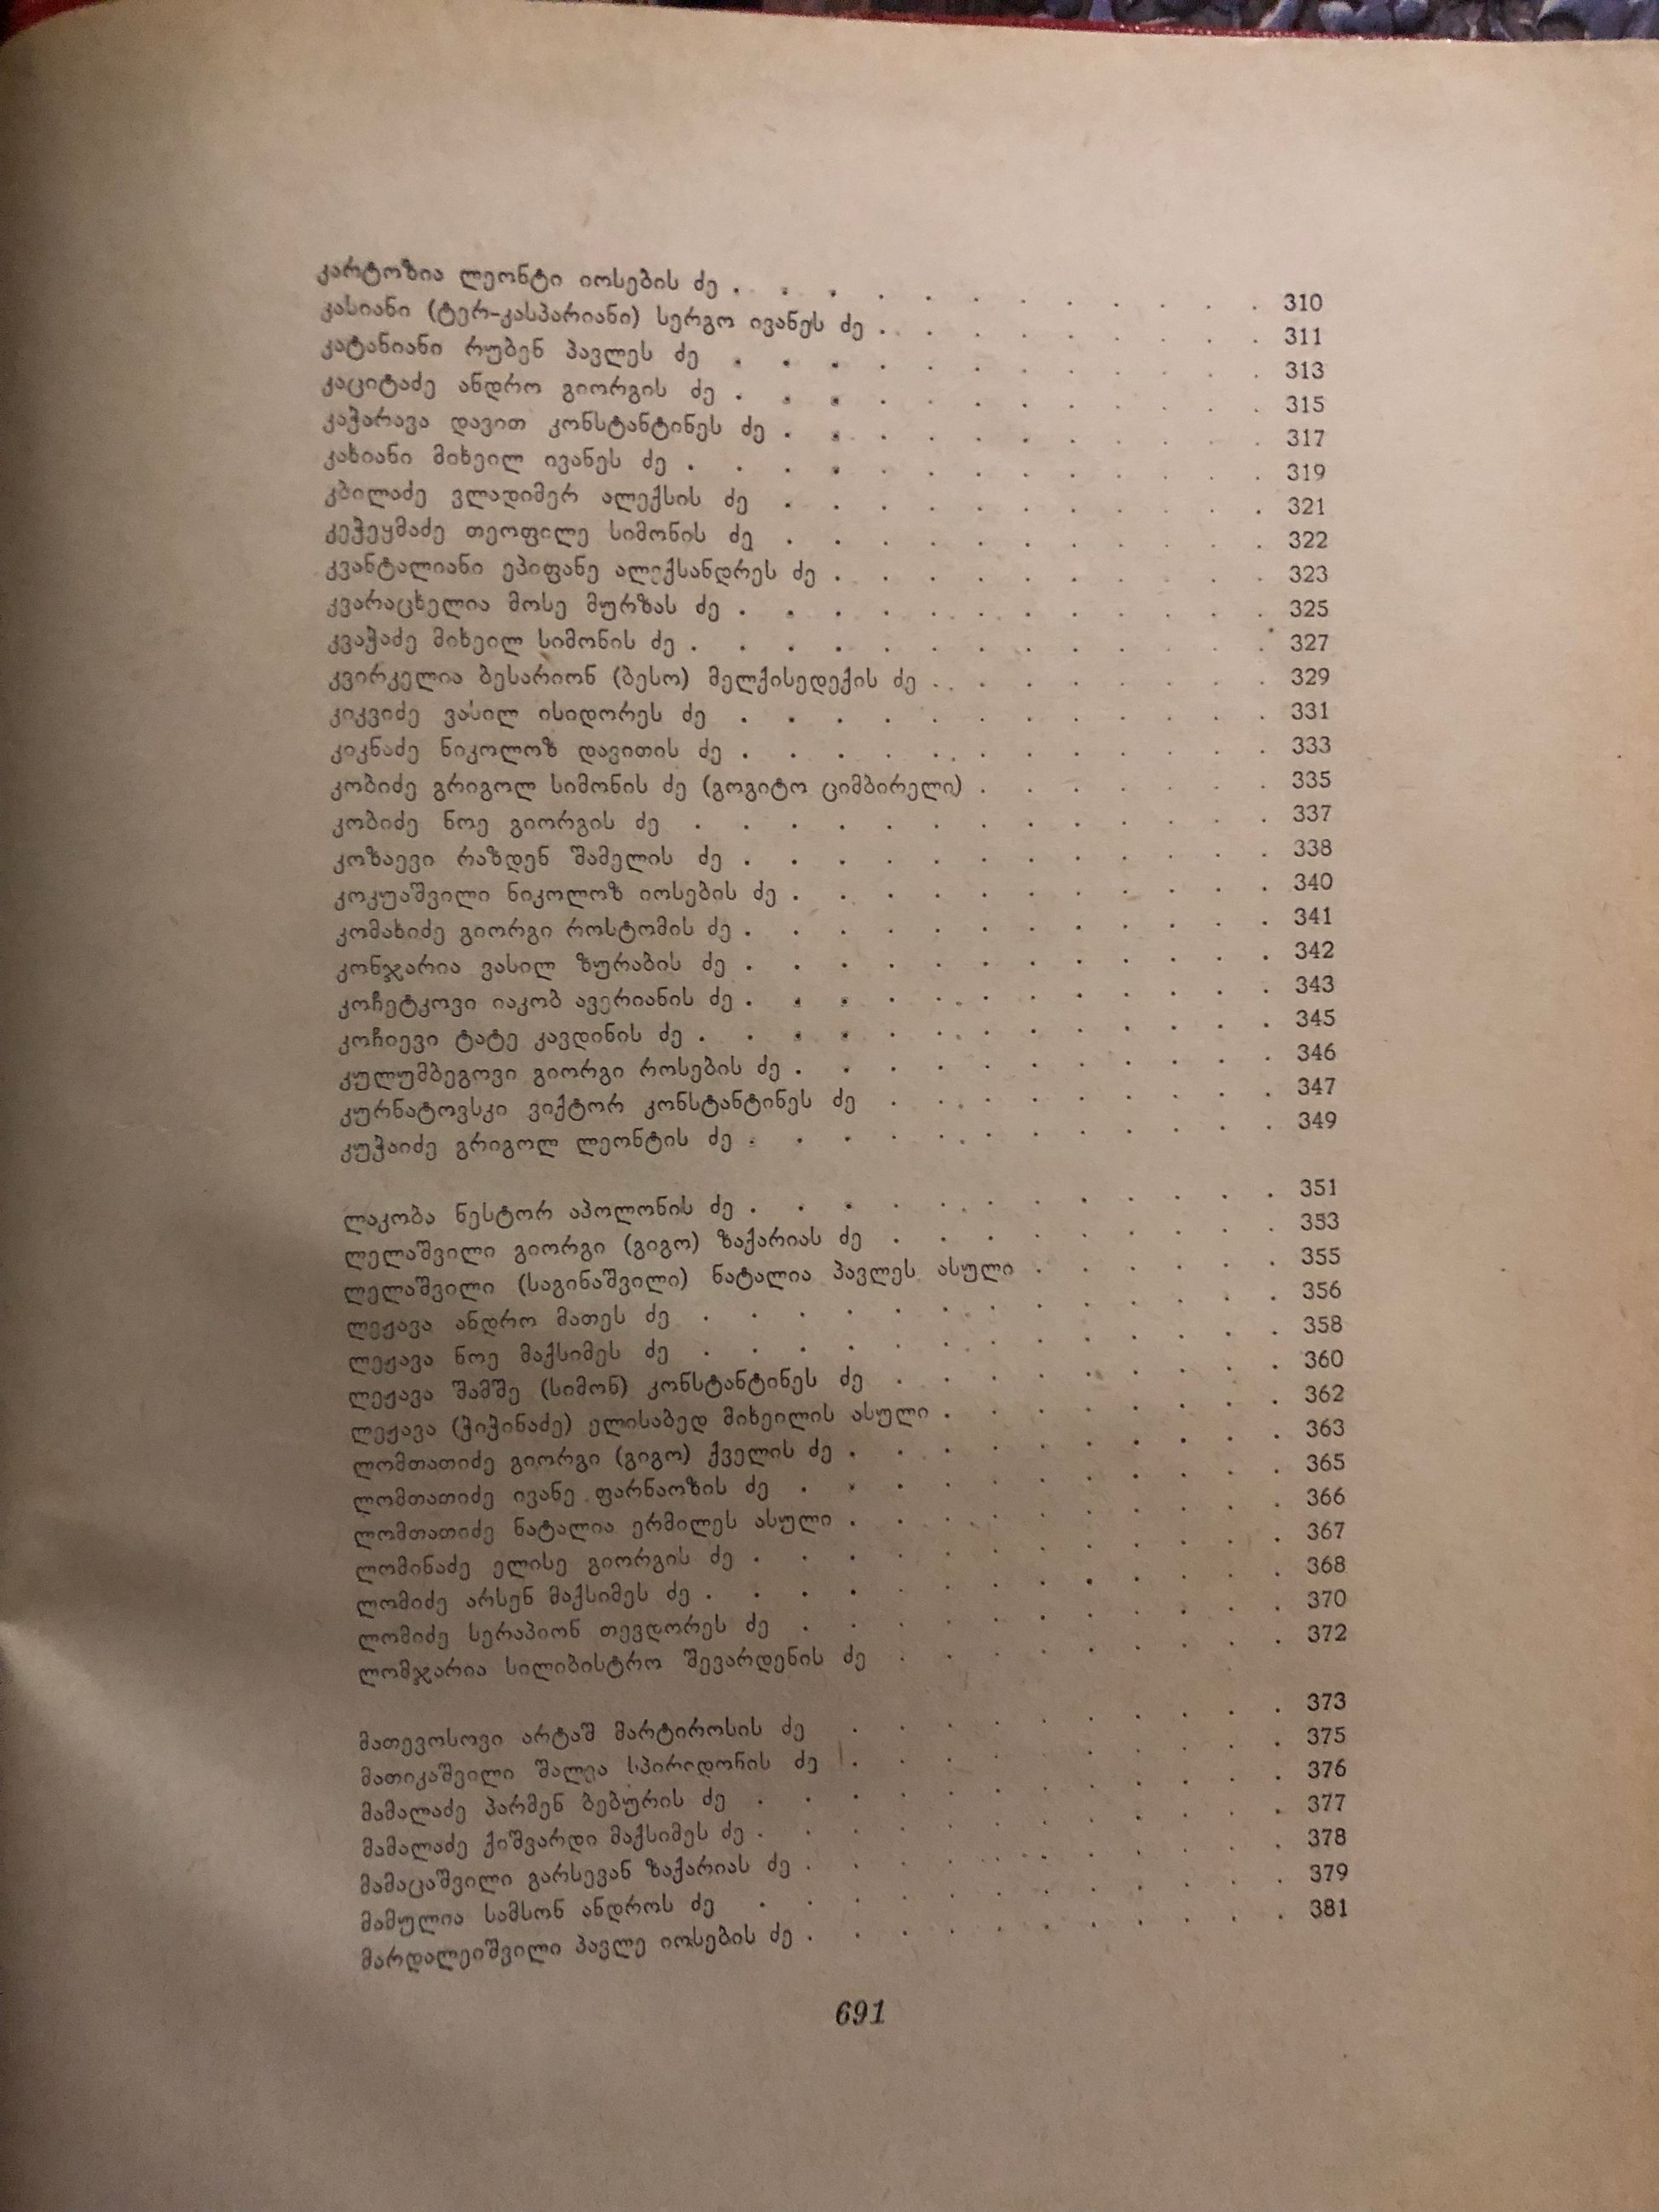 კარტოზია ლეონტი იოსების ძე . . . . . . . . . . . . 310
კასიანი (ტერ-კასპარიანი) სერგო ივანეს ძე . . . . . . . . . 311
კატანიანი რუბენ პავლეს ძე . . . . . . . . . . . . 313
კაციტაძე ანდრო გიორგის ძე . . . . . . . . . . . . 315
კაჭარავა დავით კონსტანტინეს ძე . . . . . . . . . . . 317
კახიანი მიხეილ ივანეს ძე . . . . . . . . . . . . . 319
კბილაძე ვლადიმერ ალექსის ძე . . . . . . . . . . . 321
კეჭეყმაძე თეოფილე სიმონის ძე . . . . . . . . . . . 322
კვანტალიანი ეპიფანე ალექსანდრეს ძე . . . . . . . . . . 323
კვარაცხელია მოსე მურზას ძე . . . . . . . . . . . . 325
კვაჭაძე მიხეილ სიმონის ძე . . . . . . . . . . . . . 327
კვირკელია ბესარიონ (ბესო) მელქისედექის ძე . . . . . . . . 329
კიკვიძე ვასილ ისიდორეს ძე . . . . . . . . . . . . 331
კიკნაძე ნიკოლოზ დავითის ძე . . . . . . . . . . . . 333
კობიძე გრიგოლ სიმონის ძე (გოგიტო ციმბირელი) . . . . . . . 335
კობიძე ნოე გიორგის ძე . . . . . . . . . . . . . 337
კოზაევი რაზდენ შამელის ძე . . . . . . . . . . . . 338
კოკუაშვილი ნიკოლოზ იოსების ძე . . . . . . . . . . . 340
კომახიძე გიორგი როსტომის ძე . . . . . . . . . . . . 341
კონჯარია ვასილ ზურაბის ძე . . . . . . . . . . . . 342
კოჩეტკოვი იაკობ ავერიანის ძე . . . . . . . . . . . . 343
კოჩიევი ტატე კავდინის ძე . . . . . . . . . . . . . 345
კულუმბეგოვი გიორგი როსების ძე . . . . . . . . . . . 346
კურნატოვსკი ვიქტორ კონსტანტინეს ძე . . . . . . . . . 347
კუჭაიძე გრიგოლ ლეონტის ძე . . . . . . . . . . . . 349
ლაკობა ნესტორ აპოლონის ძე . . . . . . . . . . . . 351
ლელაშვილი გიორგი (გიგო) ზაქარიას ძე . . . . . . . . . 353
ლელაშვილი (საგინაშვილი) ნატალია პავლეს ასული . . . . . . 355
ლეჟავა ანდრო მათეს ძე . . . . . . . . . . . . . 356
ლეჟავა ნოე მაქსიმეს ძე . . . . . . . . . . . . . 358
ლეჟავა შამშე (სიმონ) კონსტანტინეს ძე . . . . . . . . . 360
ლეჟავა (ჭიჭინაძე) ელისაბედ მიხეილის ასული . . . . . . . . 362
ლომთათიძე გიორგი (გიგო) ქველის ძე . . . . . . . . . . 363
ლომთათიძე ივანე ფარნაოზის ძე . . . . . . . . . . . 365
ლომთათიძე ნატალია ერმილეს ასული . . . . . . . . . . 366
ლომინაძე ელისე გიორგის ძე . . . . . . . . . . . . 367
ლომიძე არსენ მაქსიმეს ძე . . . . . . . . . . . . . 368
ლომიძე სერაპიონ თევდორეს ძე . . . . . . . . . . . 370
ლომჯარია სილიბისტრო შევარდენის ძე . . . . . . . . . 372
მათევოსოვი არტაშ მარტიროსის ძე . . . . . . . . . . 373
მათიკაშვილი შალვა სპირიდონის ძე . . . . . . . . . . 375
მამალაძე პარმენ ბებურის ძე . . . . . . . . . . . . 376
მამალაძე ქიშვარდი მაქსიმეს ძე . . . . . . . . . . . . 377
მამაცაშვილი გარსევან ზაქარიას ძე . . . . . . . . . . . 378
მამულია სამსონ ანდროს ძე . . . . . . . . . . . . 379
მარდალეიშვილი პავლე იოსების ძე . . . . . . . . . . . 381
691